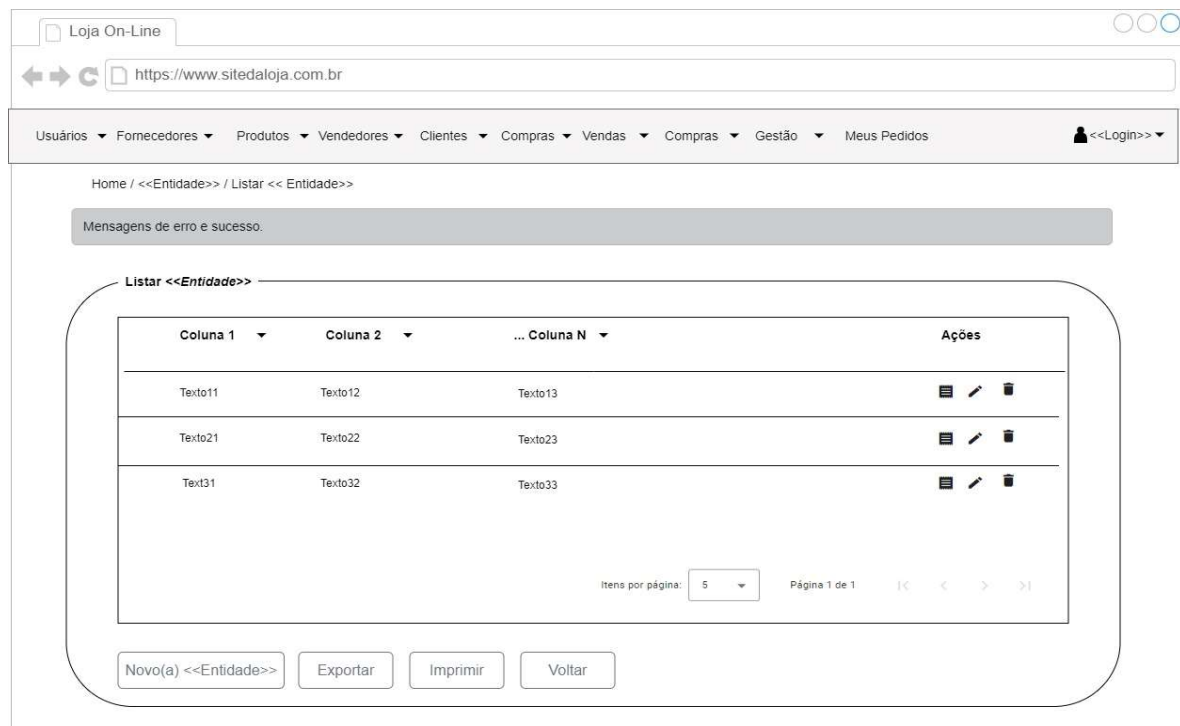 Loja On-Line
https://www.sitedaloja.com.br
Usuários Fornecedores Produtos Vendedores Clientes Compras Vendas Compras Gestão Meus Pedidos <<Login>>
Home / <<Entidade>> / Listar << Entidade>>
Mensagens de erro e sucesso.
Listar <<Entidade>>
Coluna 1 Coluna 2 ... Coluna N Ações
Texto11 Texto12 Texto13
Texto21 Texto22 Texto23
Text31 Texto32 Texto33
Itens por página: 5 Página 1 de 1
Novo(a) <<Entidade>> Exportar Imprimir Voltar